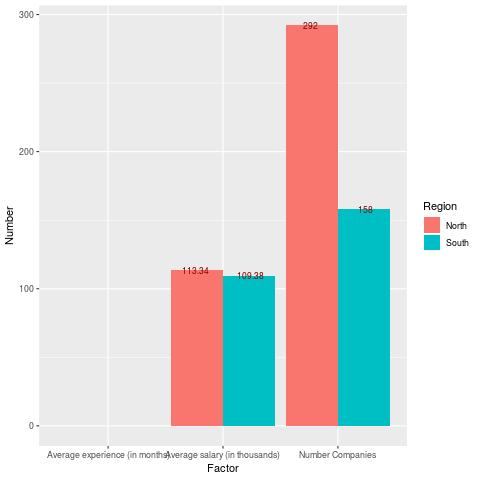 300
292
200
Region
North
158
South
Number
113.34
109.38
100
0
Average experience (in months)
Average salary (in thousands)
Number Companies
Factor